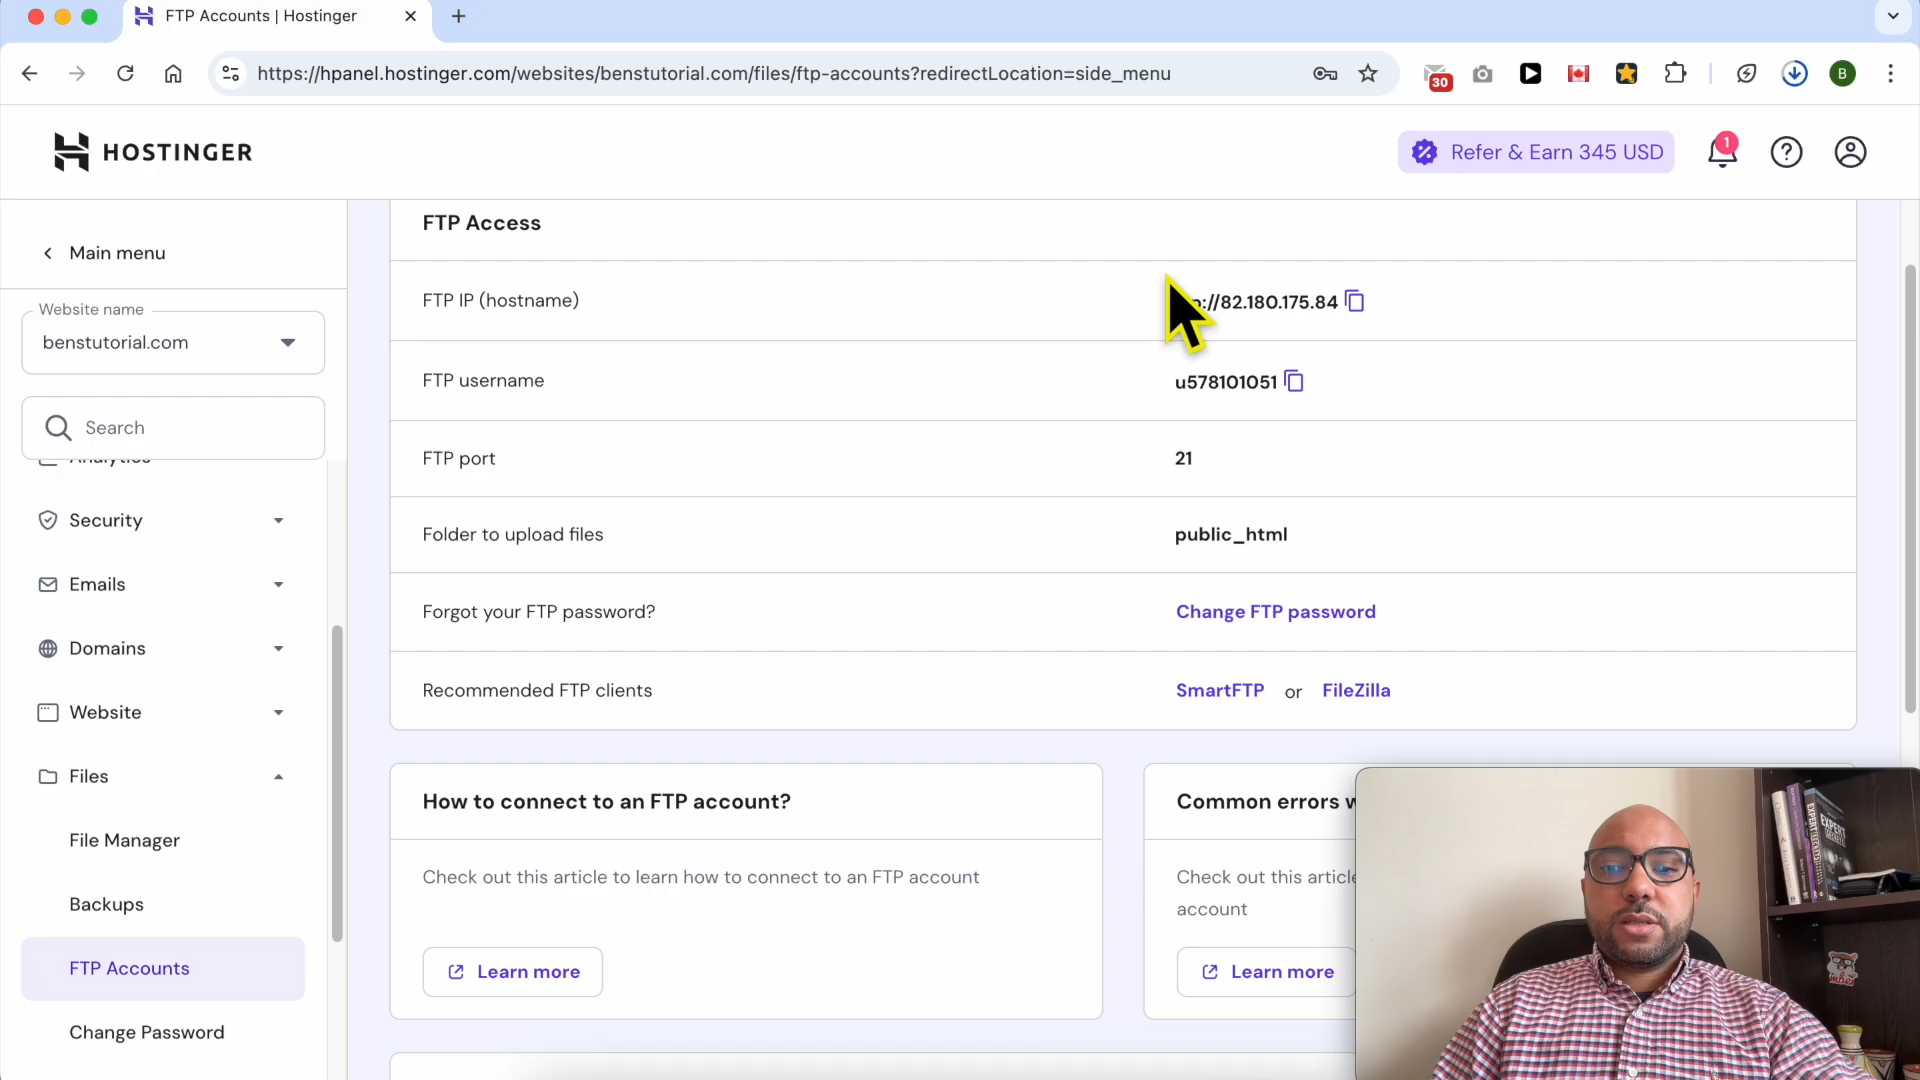 FTP Accounts | Hostinger
https://hpanel.hostinger.com/websites/benstutorial.com/files/ftp-accounts?redirectLocation=side_menu
30
B
HOSTINGER
Refer & Earn 345 USD
1
Main menu
Website name
benstutorial.com
Search
Analytics
Security
Emails
Domains
Website
Files
File Manager
Backups
FTP Accounts
Change Password
FTP Access
FTP IP (hostname)
p://82.180.175.84
FTP username
u578101051
FTP port
21
Folder to upload files
public_html
Forgot your FTP password?
Change FTP password
Recommended FTP clients
SmartFTP or FileZilla
How to connect to an FTP account?
Check out this article to learn how to connect to an FTP account
Learn more
Common errors w
Check out this article
account
Learn more
EXPERT
EXPERT